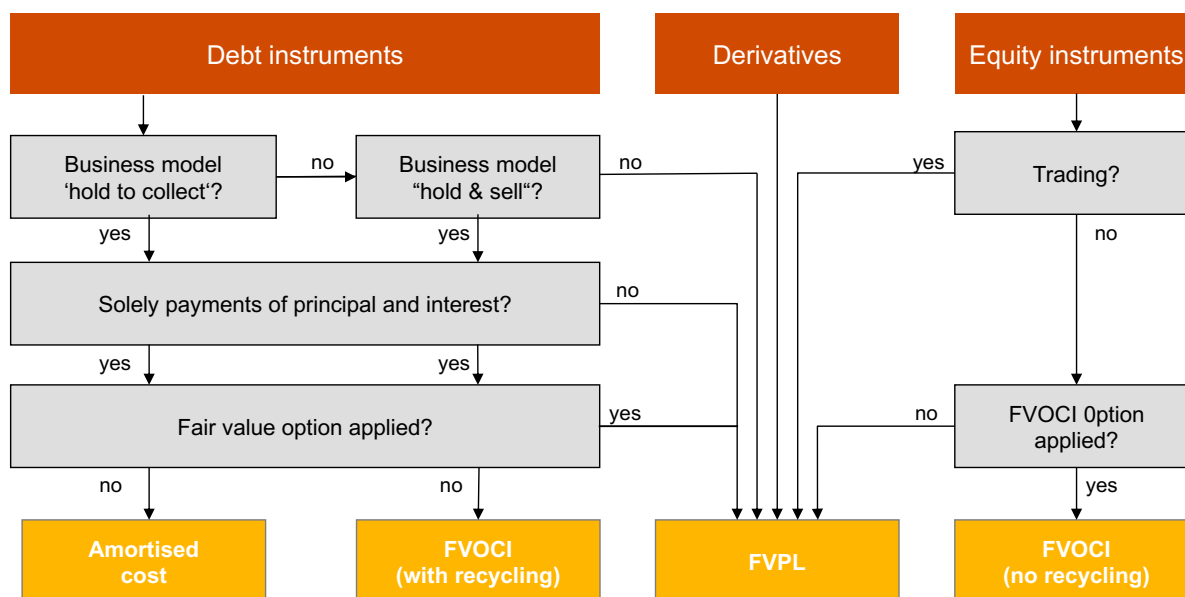 Debt instruments
Derivatives
Equity instruments
Business model
‘hold to collect‘?
no
Business model
“hold & sell“?
no
yes
Trading?
yes
yes
no
Solely payments of principal and interest?
no
yes
yes
Fair value option applied?
yes
no
FVOCI 0ption
applied?
no
no
yes
Amortised
cost
FVOCI
(with recycling)
FVPL
FVOCI
(no recycling)